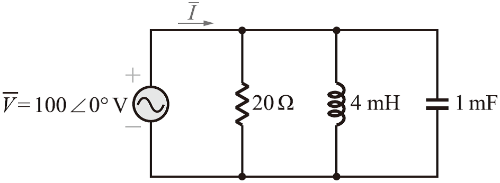 I̅
+
V̅ = 100 ∠0° V
−
20 Ω
4 mH
1 mF